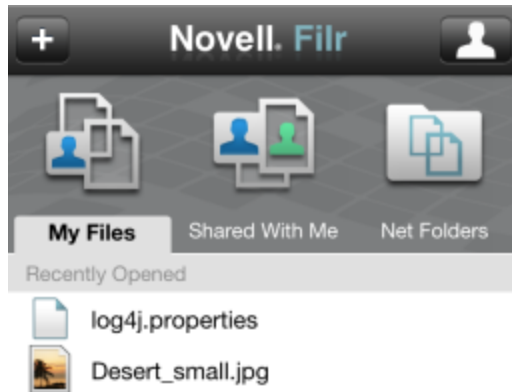 + Novell. Filr
My Files Shared With Me Net Folders
Recently Opened
log4j.properties
Desert_small.jpg